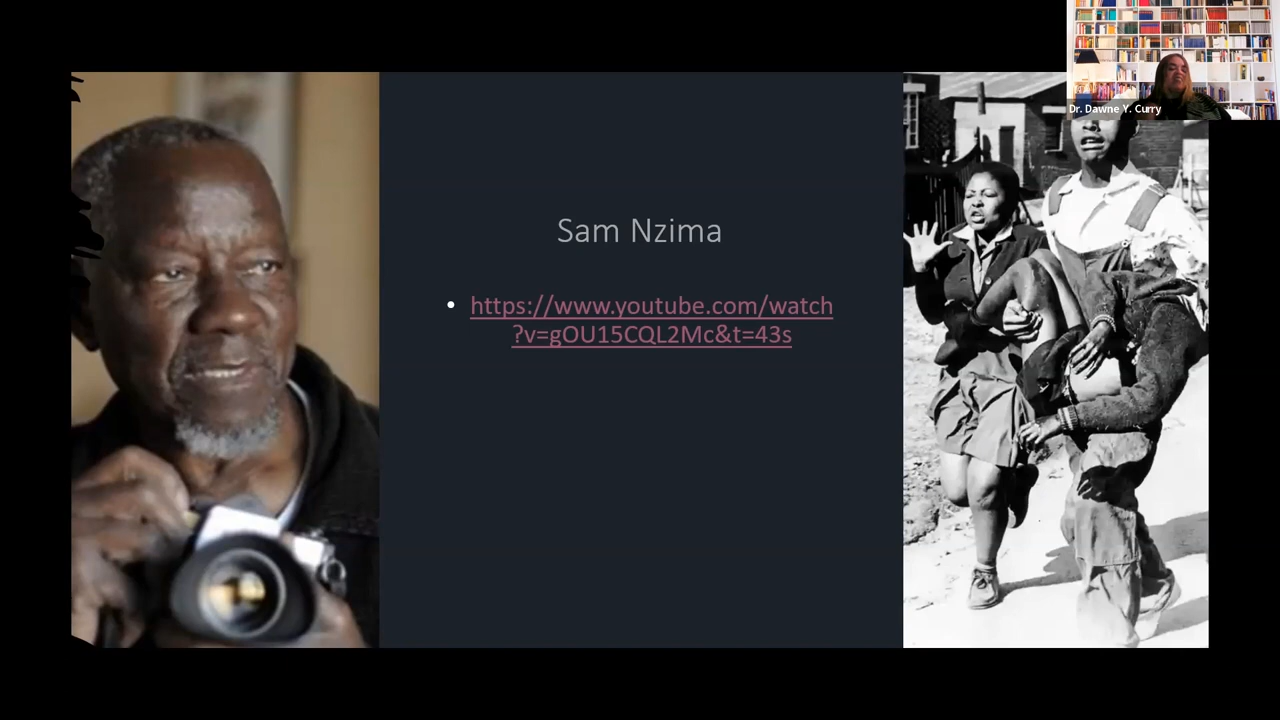 Dr. Dawne Y. Curry
Sam Nzima
• https://www.youtube.com/watch
?v=gOU15CQL2Mc&t=43s